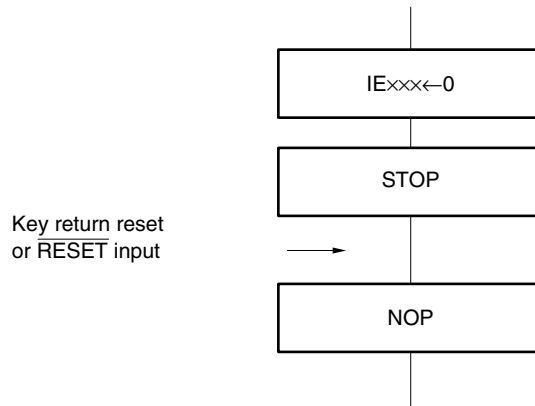 IE×××←0
STOP
Key return reset
or RESET input
NOP